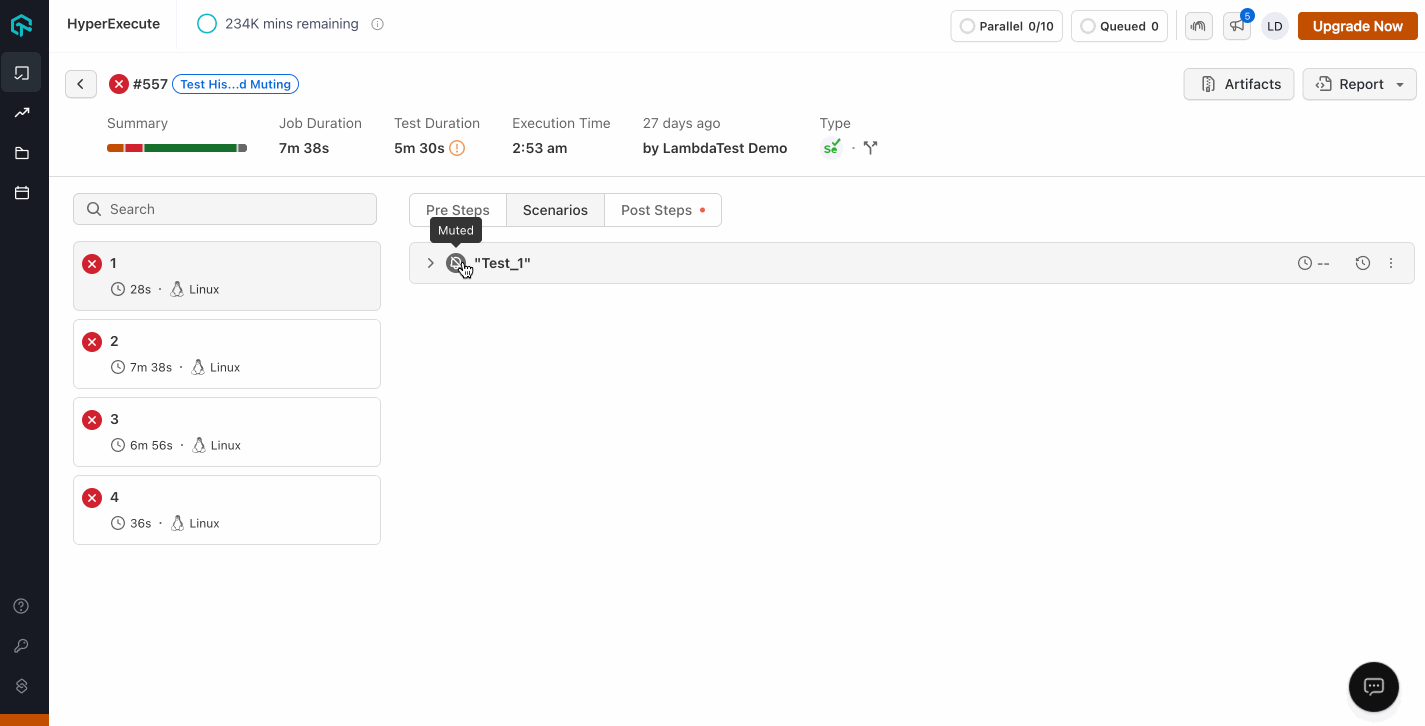 HyperExecute
234K mins remaining
Parallel 0/10
Queued 0
5
LD
Upgrade Now
#557
Test His...d Muting
Artifacts
Report
Summary
Job Duration
7m 38s
Test Duration
5m 30s
Execution Time
2:53 am
27 days ago
by LambdaTest Demo
Type
Se
Search
1
28s · Linux
2
7m 38s · Linux
3
6m 56s · Linux
4
36s · Linux
Pre Steps
Scenarios
Post Steps
Muted
"Test_1"
--